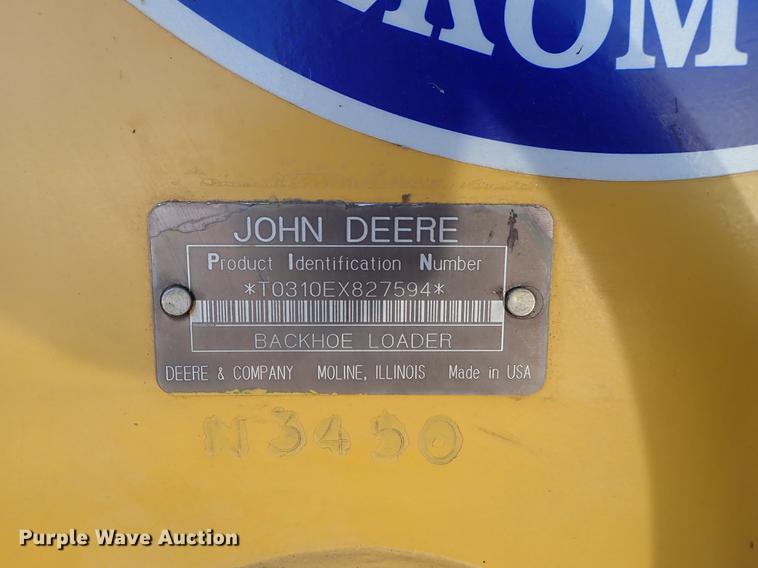 KOM
JOHN DEERE
Product Identification Number
*T0310EX827594*
BACKHOE LOADER
DEERE & COMPANY MOLINE, ILLINOIS Made in USA
N3450
Purple Wave Auction